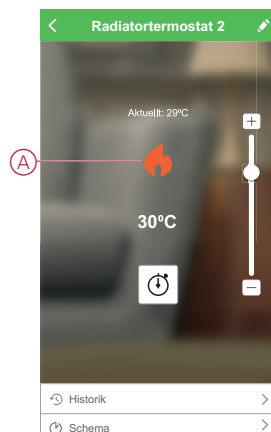 Radiatortermostat 2
Aktuellt: 29ºC
A
30ºC
Historik
Schema